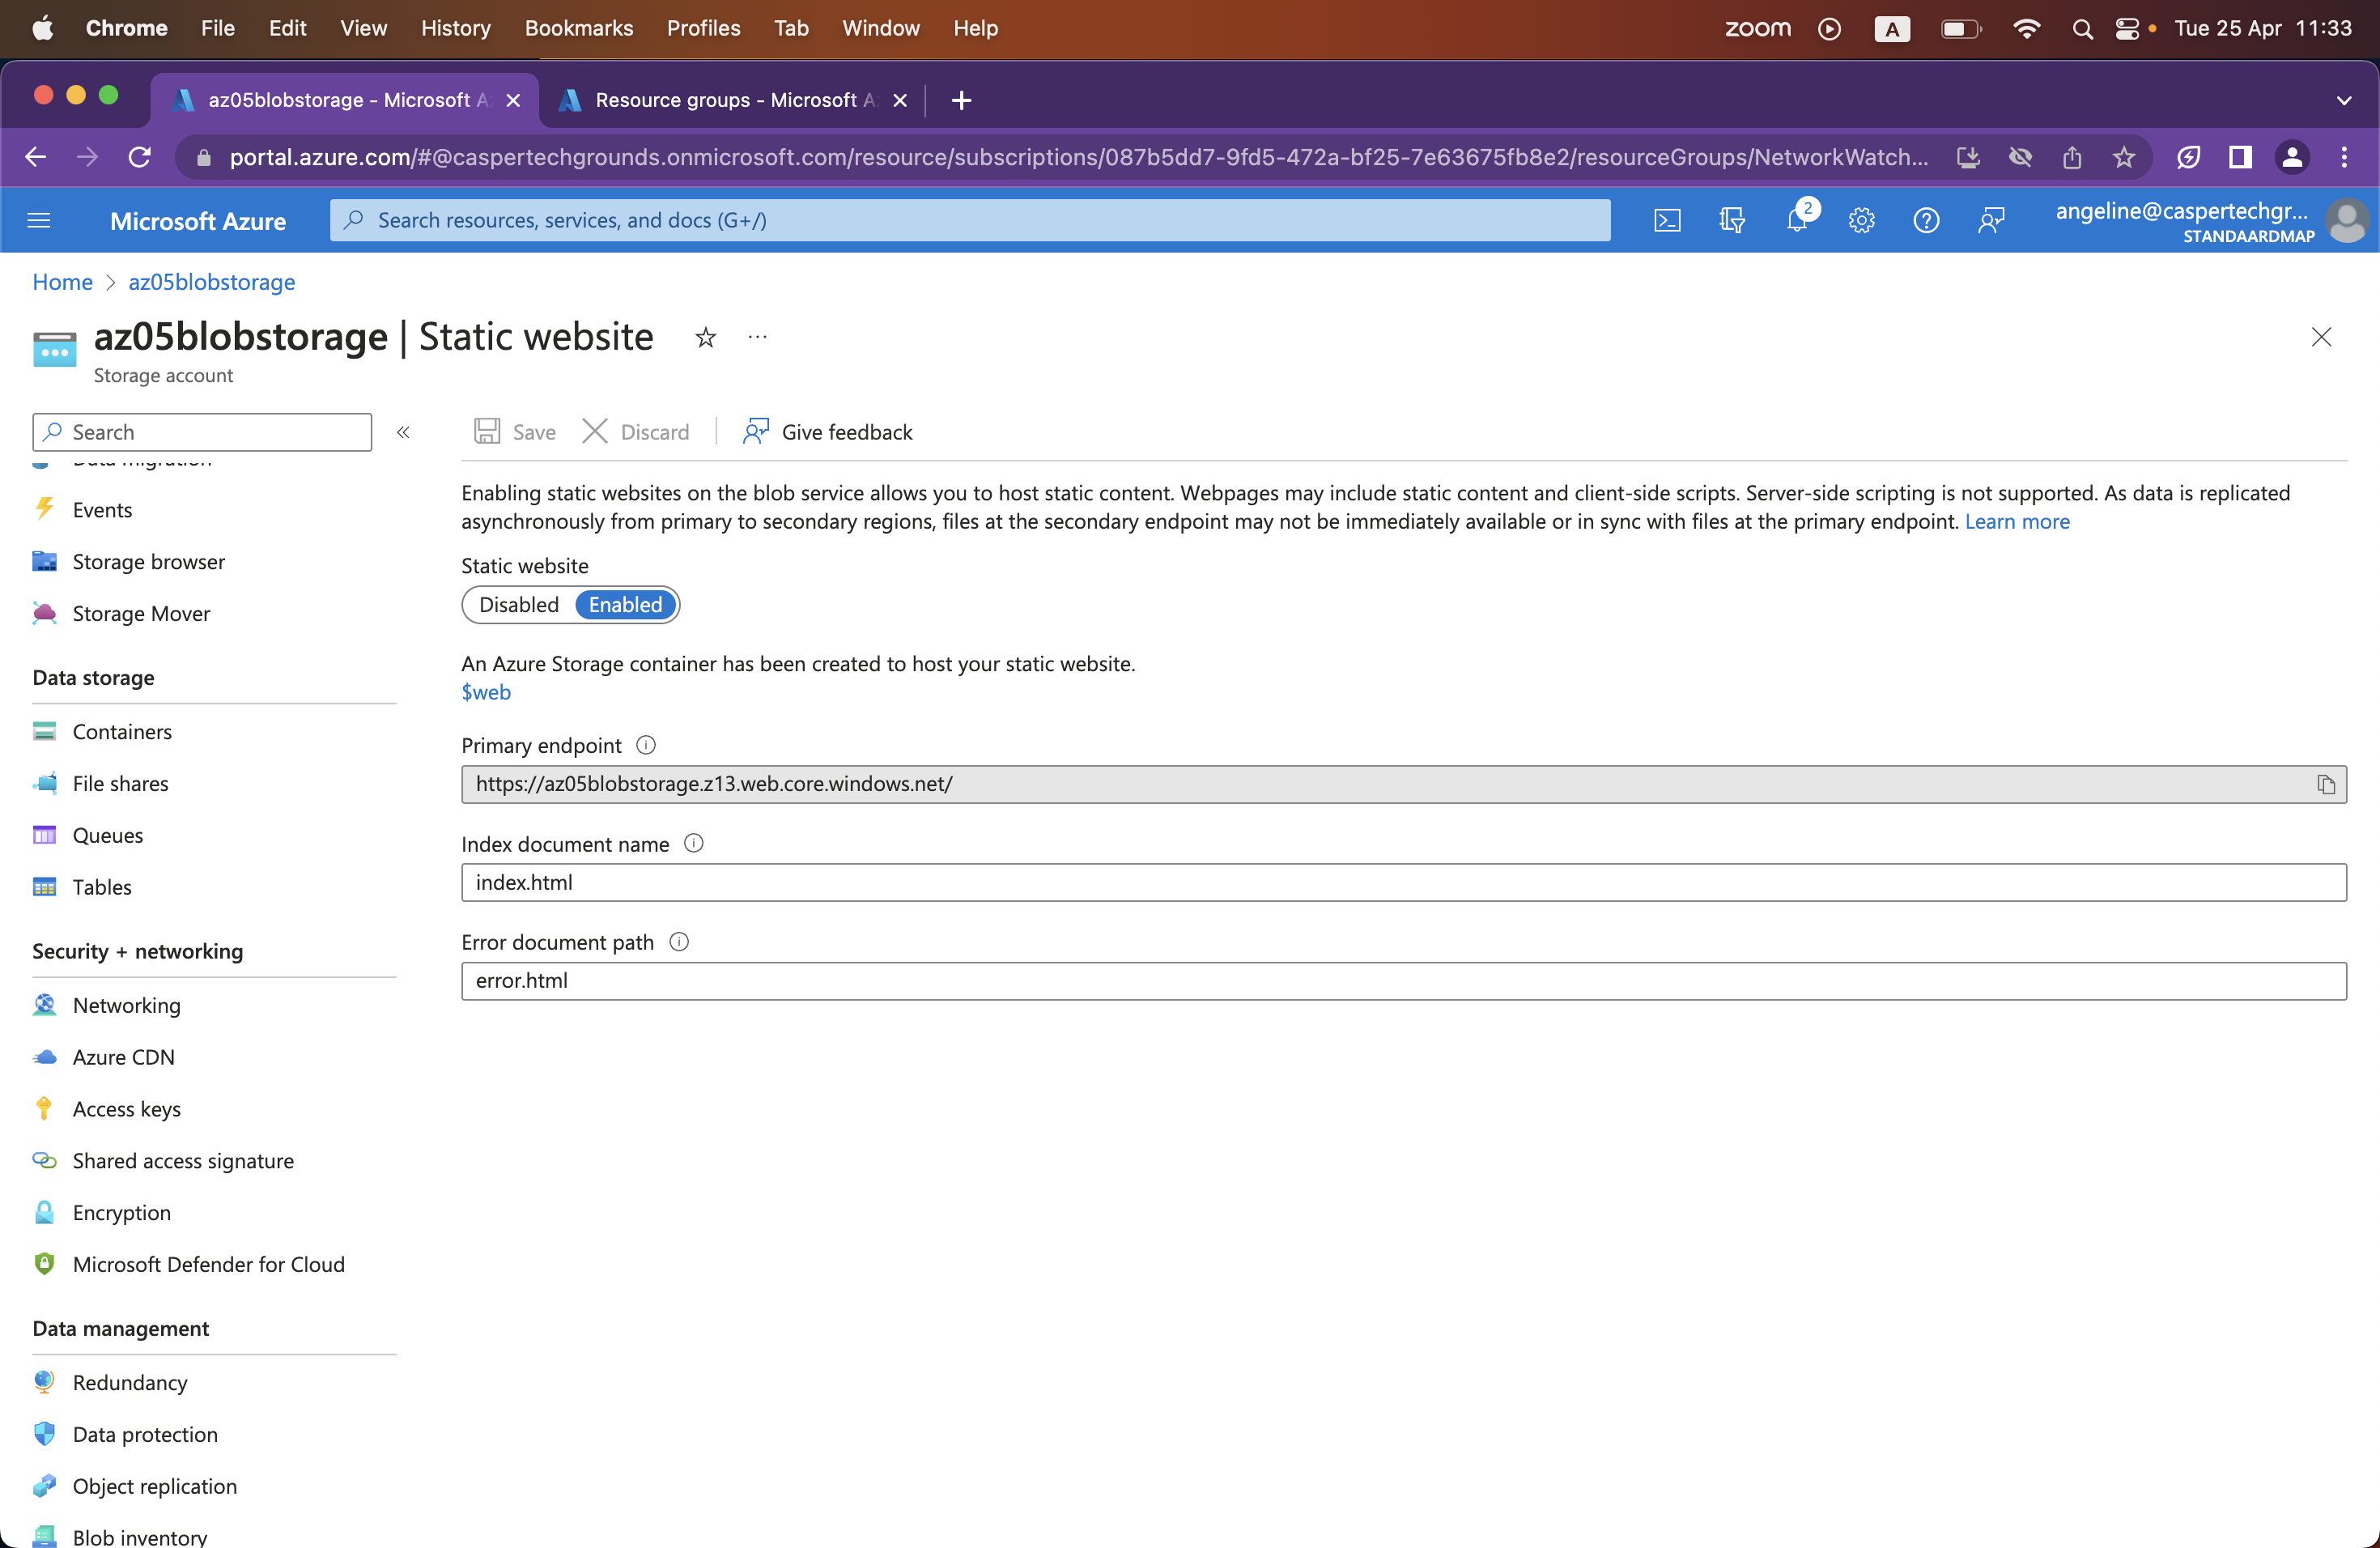 Chrome File Edit View History Bookmarks Profiles Tab Window Help zoom A Tue 25 Apr 11:33
az05blobstorage - Microsoft A Resource groups - Microsoft A
portal.azure.com/#@caspertechgrounds.onmicrosoft.com/resource/subscriptions/087b5dd7-9fd5-472a-bf25-7e63675fb8e2/resourceGroups/NetworkWatch...
Microsoft Azure Search resources, services, and docs (G+/) 2 angeline@caspertechgr...
STANDAARDMAP
Home > az05blobstorage
az05blobstorage | Static website
Storage account
Search
Data migration
Events
Storage browser
Storage Mover
Data storage
Containers
File shares
Queues
Tables
Security + networking
Networking
Azure CDN
Access keys
Shared access signature
Encryption
Microsoft Defender for Cloud
Data management
Redundancy
Data protection
Object replication
Blob inventory
Save Discard Give feedback
Enabling static websites on the blob service allows you to host static content. Webpages may include static content and client-side scripts. Server-side scripting is not supported. As data is replicated
asynchronously from primary to secondary regions, files at the secondary endpoint may not be immediately available or in sync with files at the primary endpoint. Learn more
Static website
Disabled Enabled
An Azure Storage container has been created to host your static website.
$web
Primary endpoint
https://az05blobstorage.z13.web.core.windows.net/
Index document name
index.html
Error document path
error.html